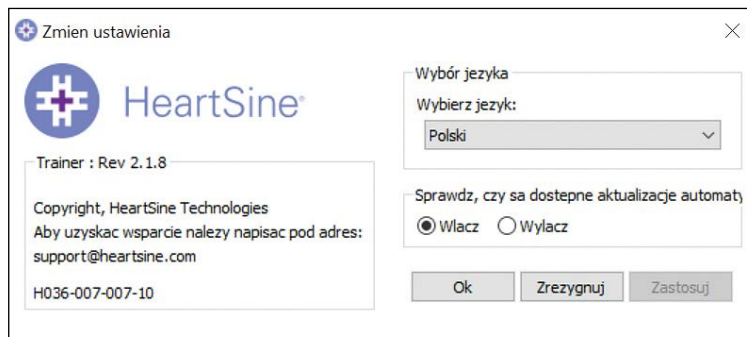 Zmien ustawienia
HeartSine®
Trainer : Rev 2.1.8
Copyright, HeartSine Technologies
Aby uzyskac wsparcie nalezy napisac pod adres:
support@heartsine.com
H036-007-007-10
Wybór jezyka
Wybierz jezyk:
Polski
Sprawdz, czy sa dostepne aktualizacje automaty
Wlacz Wylacz
Ok Zrezygnuj Zastosuj